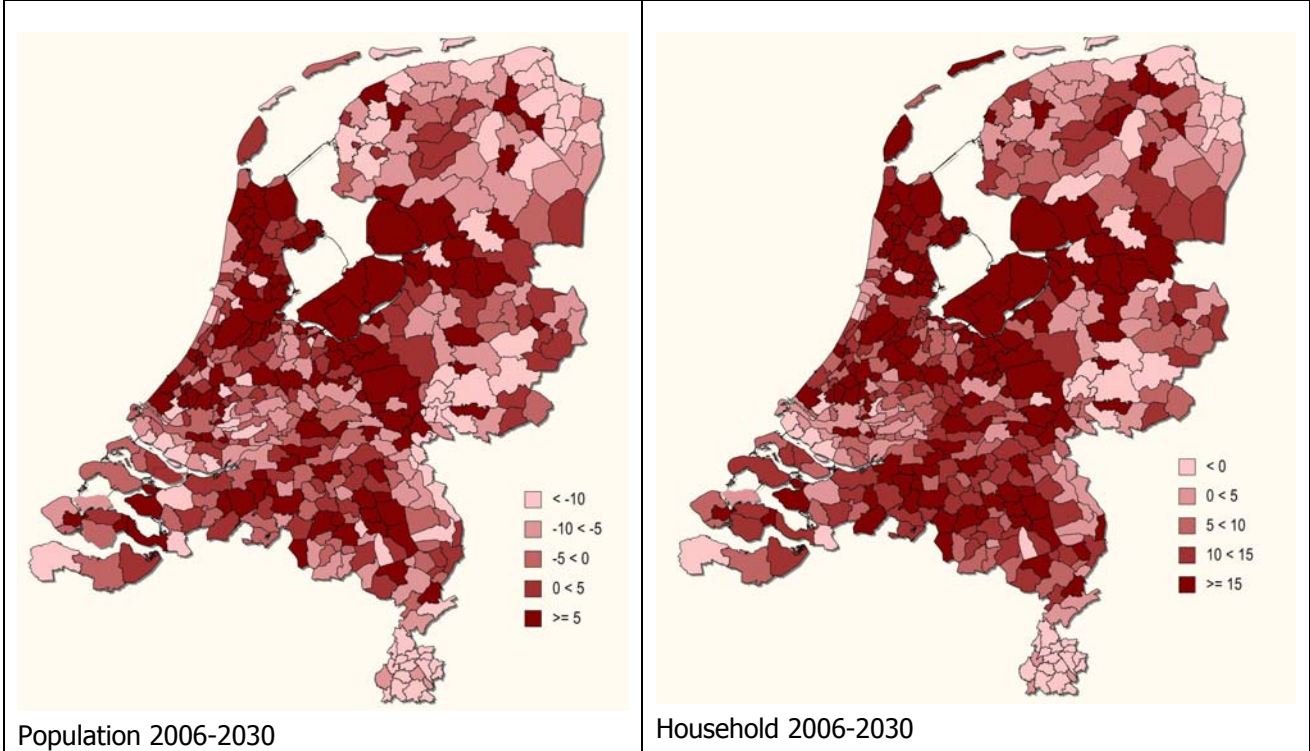 < -10
-10 < -5
-5 < 0
0 < 5
>= 5
Population 2006-2030
< 0
0 < 5
5 < 10
10 < 15
>= 15
Household 2006-2030